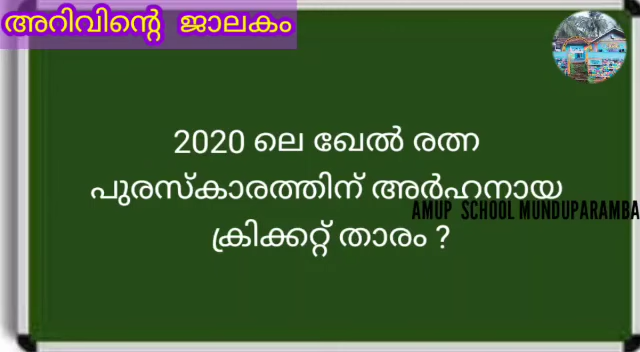 അറിവിന്റെ ജാലകം
2020 ലെ ഖേൽ രത്ന
പുരസ്കാരത്തിന് അർഹനായ
AMUP SCHOOL MUNDUPARAMBA
ക്രിക്കറ്റ് താരം ?